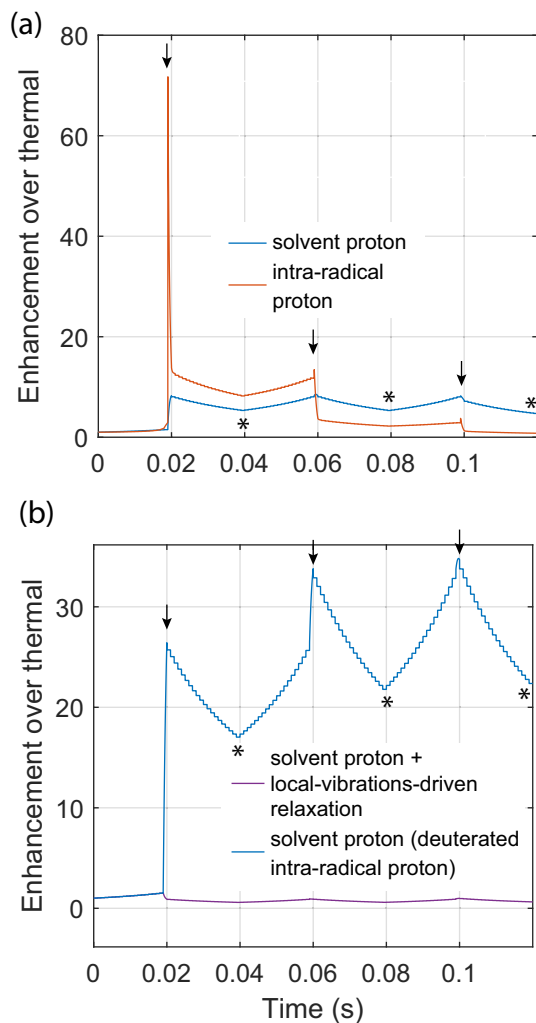 (a)
80
60
40
20
0
Enhancement over thermal
solvent proton
intra-radical
proton
*
*
*
0
0.02
0.04
0.06
0.08
0.1
(b)
30
20
10
0
Enhancement over thermal
*
*
*
solvent proton +
local-vibrations-driven
relaxation
solvent proton (deuterated
intra-radical proton)
0
0.02
0.04
0.06
0.08
0.1
Time (s)